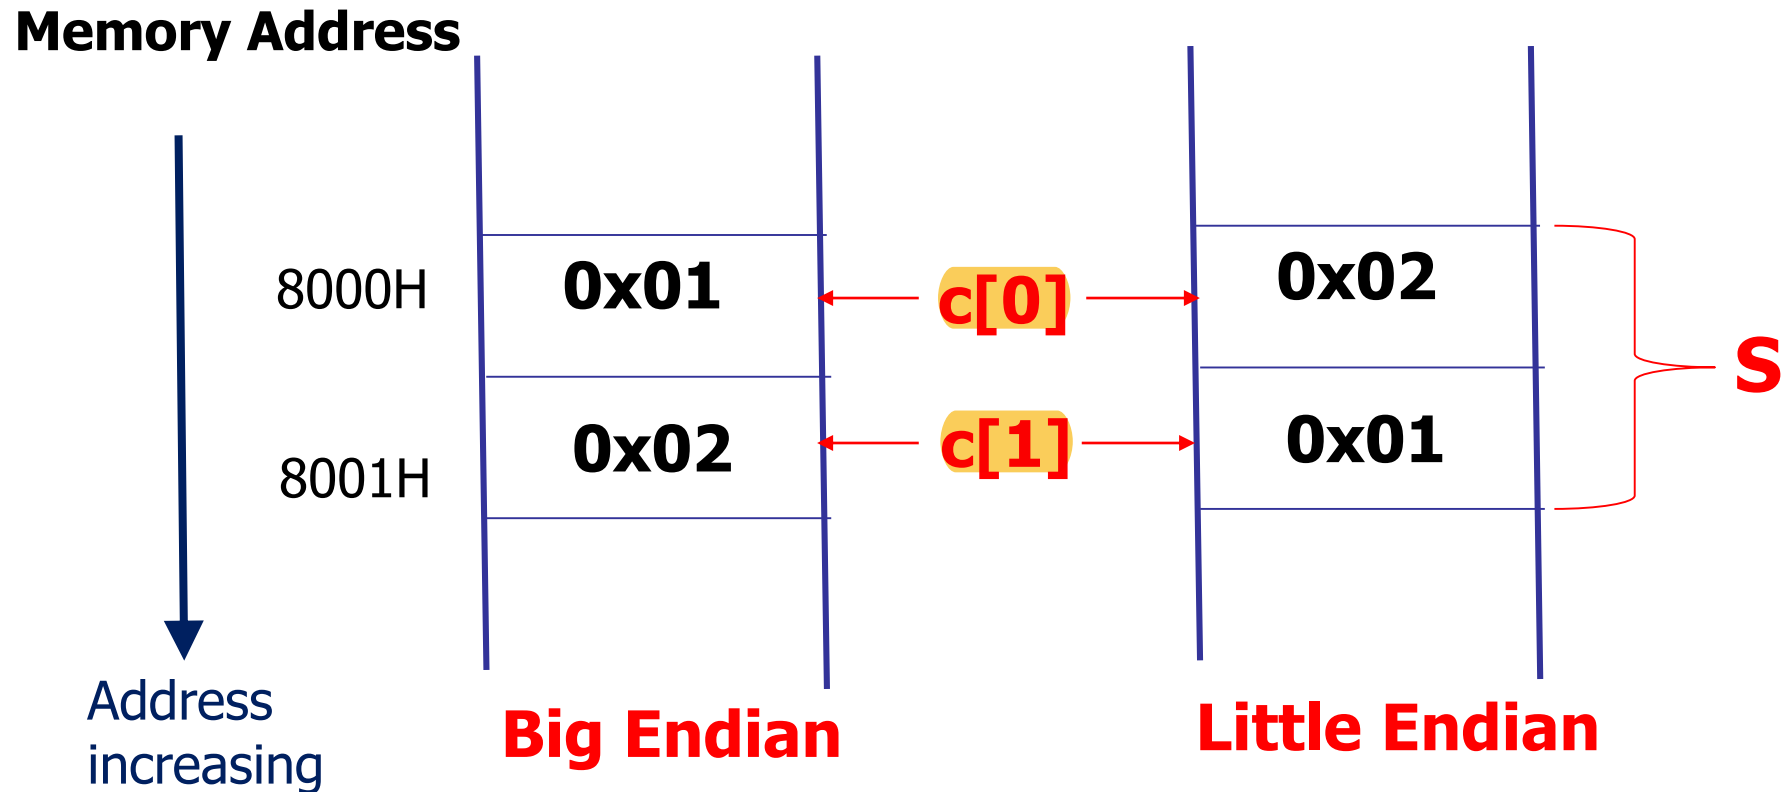 Memory Address
8000H
0x01
c[0]
0x02
S
8001H
0x02
c[1]
0x01
Address
increasing
Big Endian
Little Endian